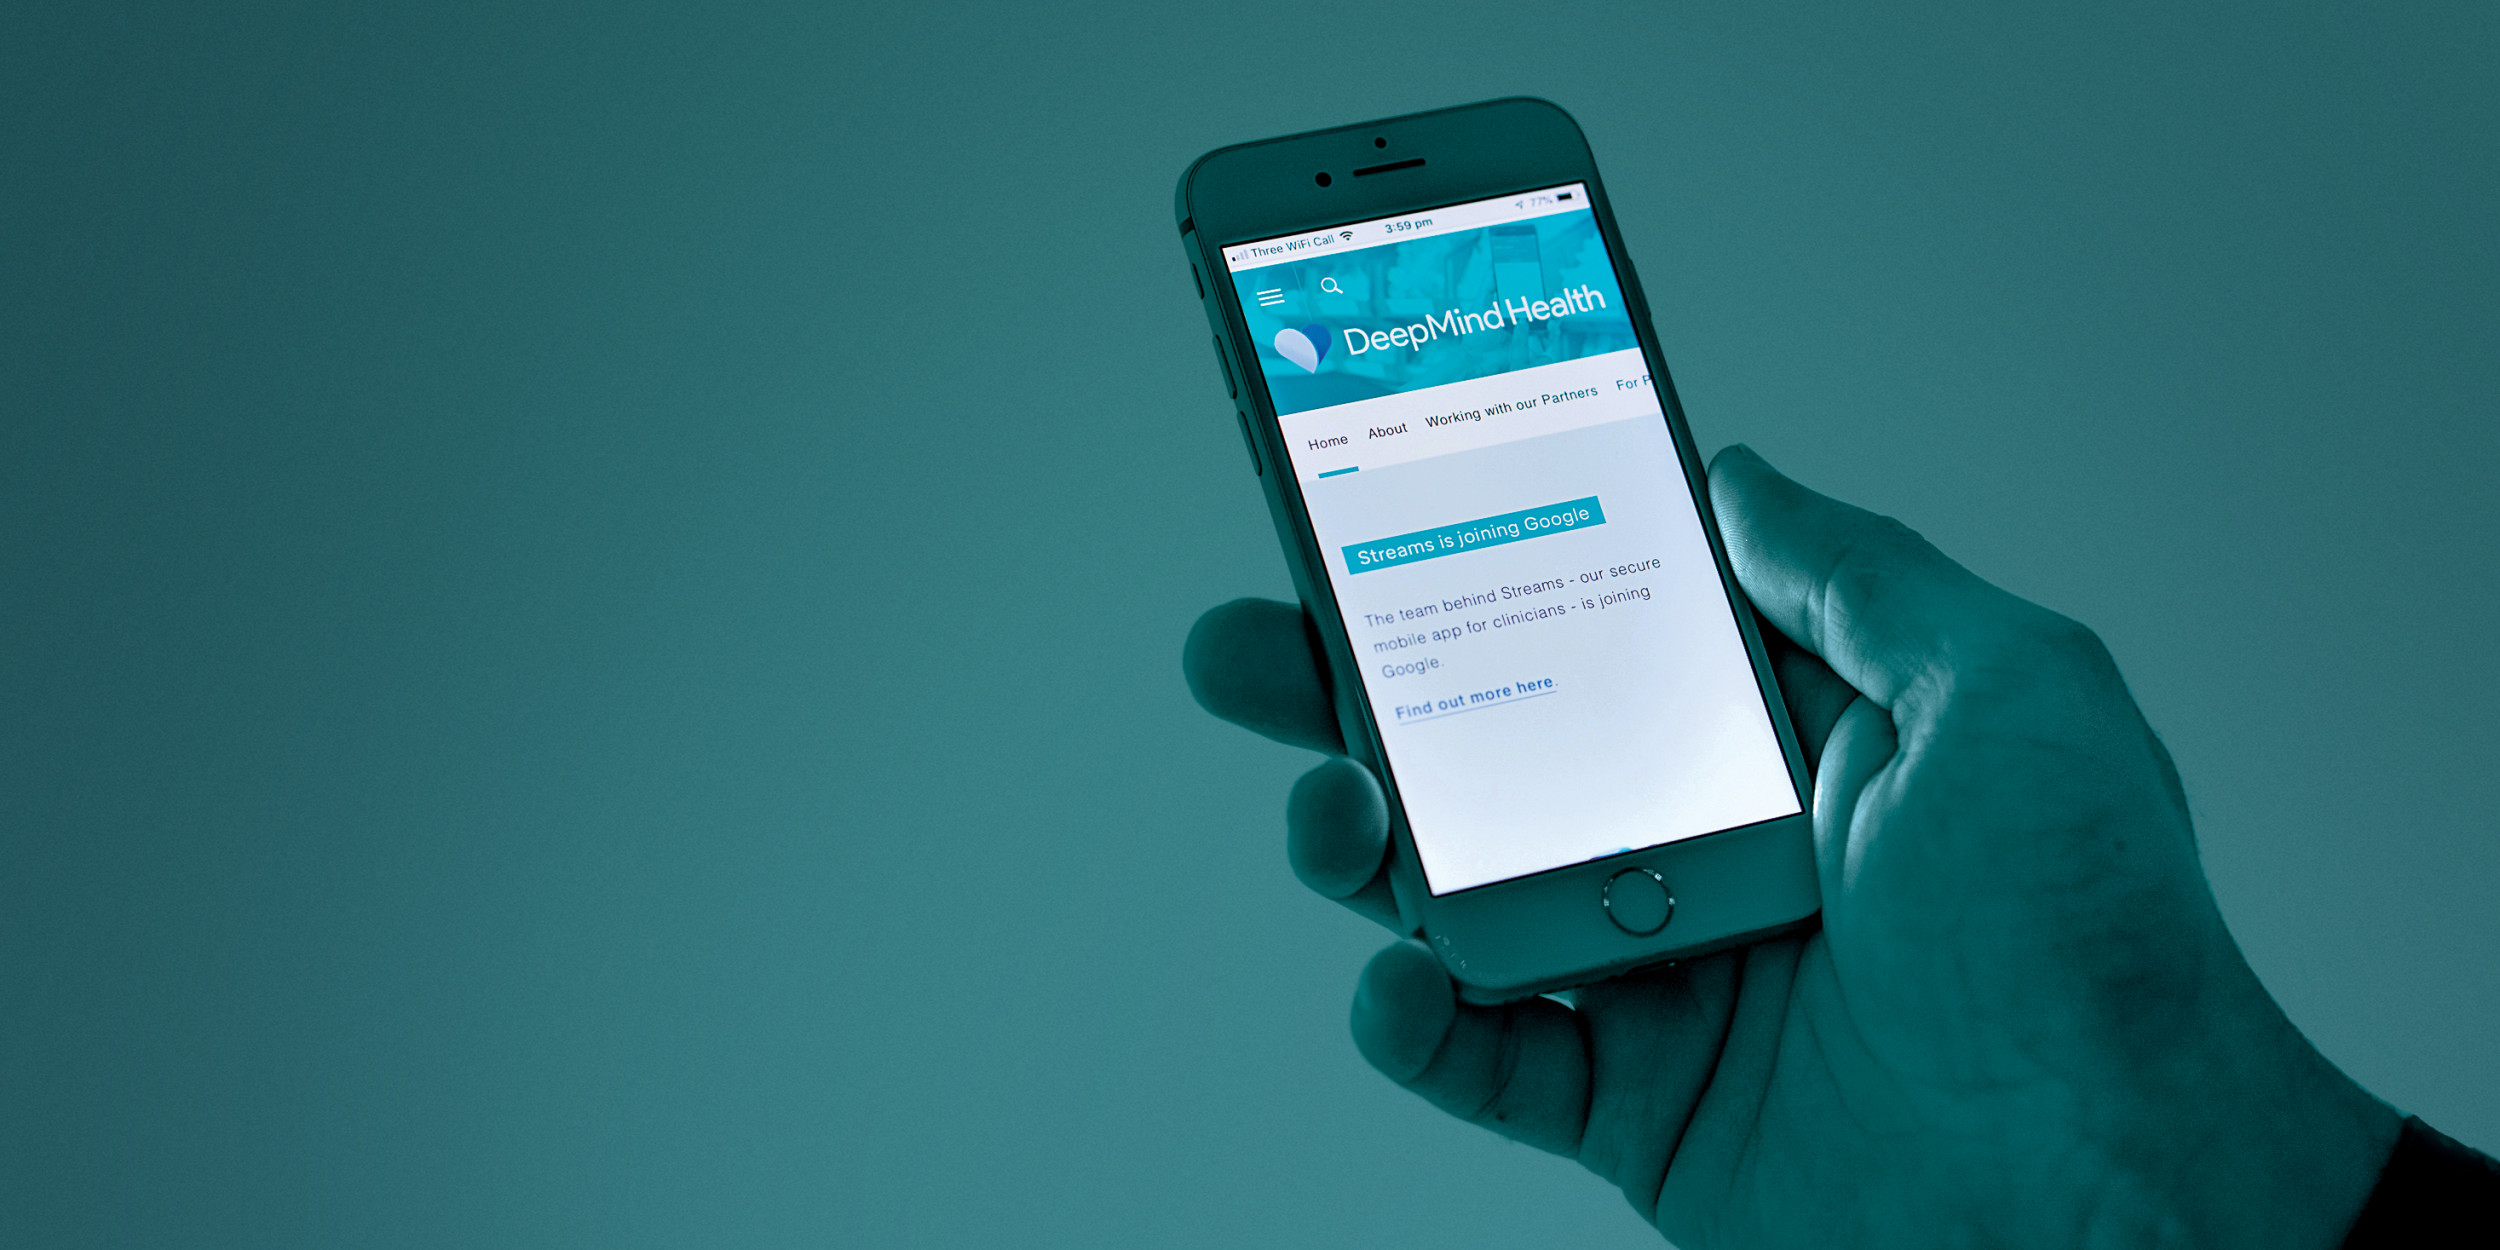 Three WiFi Call 3:59 pm 77%
DeepMind Health
Home About Working with our Partners For P
Streams is joining Google
The team behind Streams - our secure
mobile app for clinicians - is joining
Google.
Find out more here.